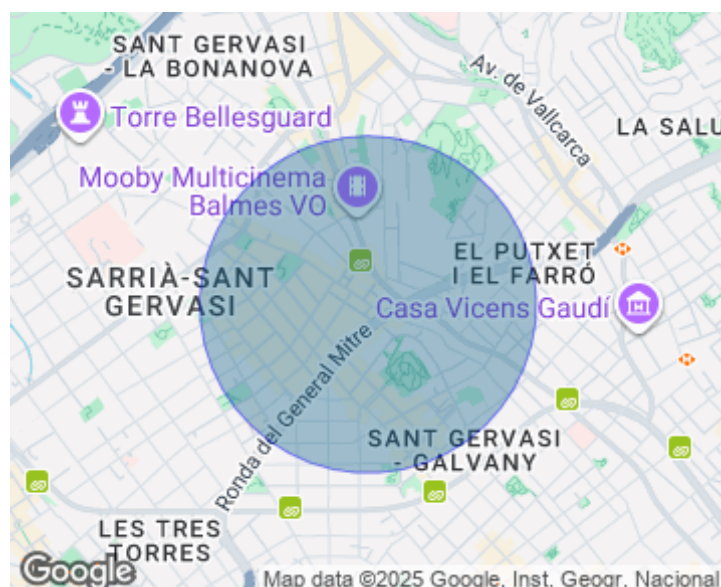 SANT GERVASI
- LA BONANOVA
Av. de Vallcarca
Torre Bellesguard
LA SALU
Mooby Multicinema
Balmes VO
EL PUTXET
I EL FARRÓ
SARRIÀ-SANT
GERVASI
Casa Vicens Gaudí
Ronda del General Mitre
SANT GERVASI
- GALVANY
LES TRES
TORRES
Google
Map data ©2025 Google, Inst. Geogr. Nacional